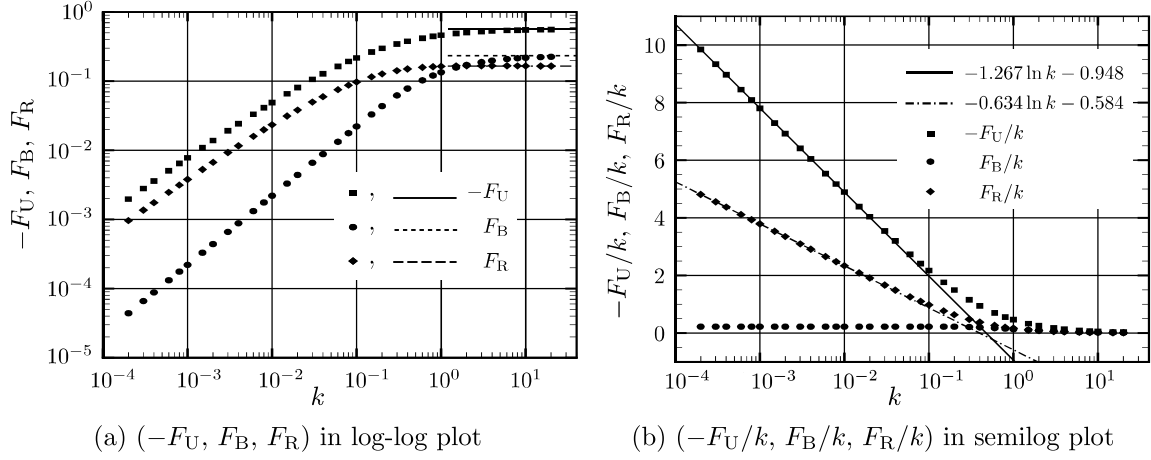 −F_U, F_B, F_R
10^0
10^−1
10^−2
10^−3
10^−4
10^−5
10^−4 10^−3 10^−2 10^−1 10^0 10^1
k
, −F_U
, F_B
, F_R
(a) (−F_U, F_B, F_R) in log-log plot
−F_U/k, F_B/k, F_R/k
10
8
6
4
2
0
10^−4 10^−3 10^−2 10^−1 10^0 10^1
k
−1.267 ln k − 0.948
−0.634 ln k − 0.584
−F_U/k
F_B/k
F_R/k
(b) (−F_U/k, F_B/k, F_R/k) in semilog plot